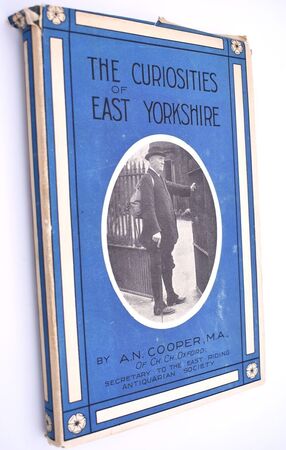 THE CURIOSITIES
OF
EAST YORKSHIRE
BY A.N. COOPER, M.A.
OF CH. CH. OXFORD:
SECRETARY TO THE EAST RIDING
ANTIQUARIAN SOCIETY